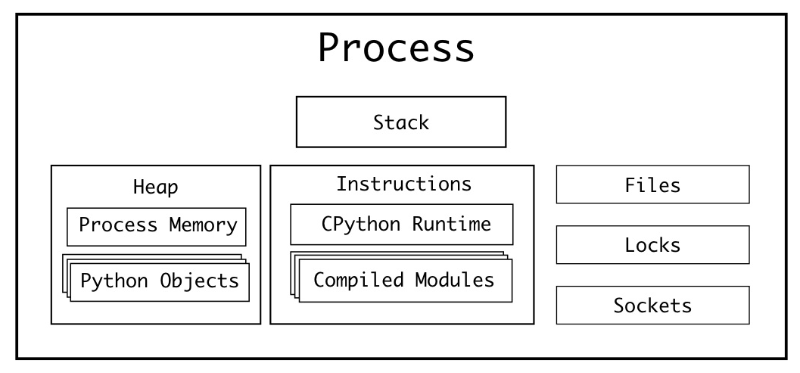 Process
Stack
Heap
Process Memory
Python Objects
Instructions
CPython Runtime
Compiled Modules
Files
Locks
Sockets